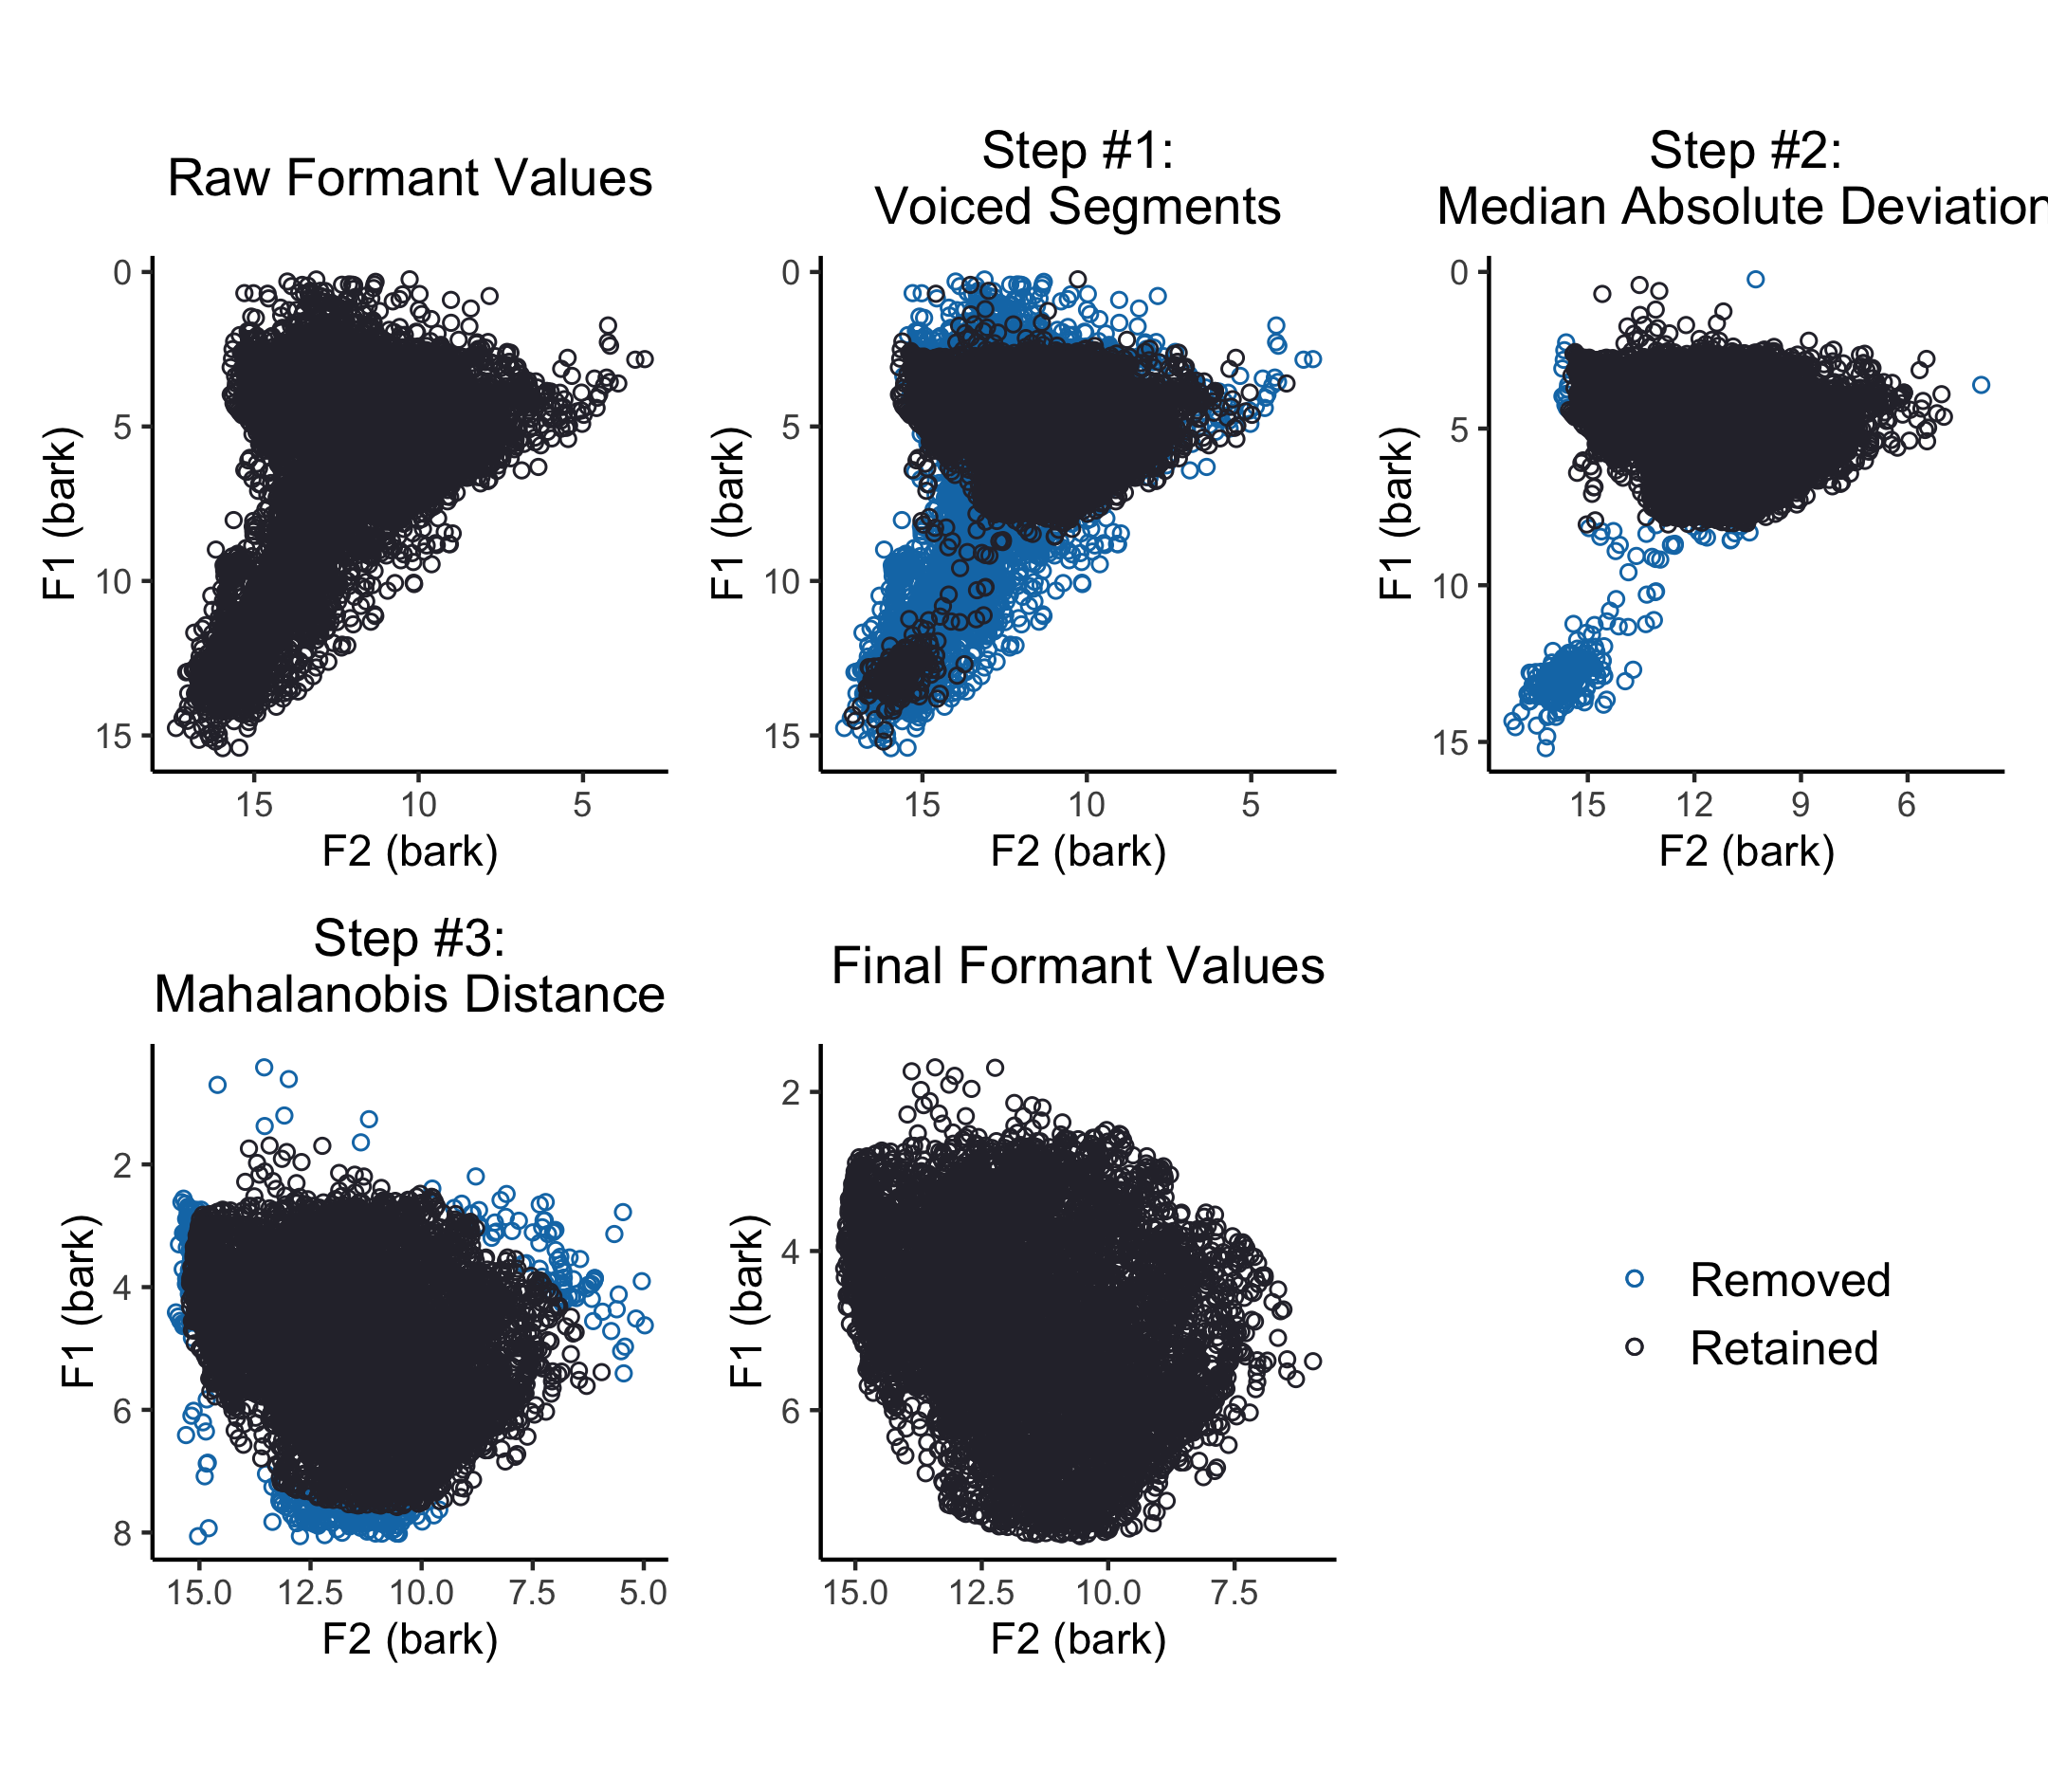 Raw Formant Values
0
5
10
15
F1 (bark)
15 10 5
F2 (bark)
Step #1:
Voiced Segments
0
5
10
15
F1 (bark)
15 10 5
F2 (bark)
Step #2:
Median Absolute Deviation
0
5
10
15
F1 (bark)
15 12 9 6
F2 (bark)
Step #3:
Mahalanobis Distance
2
4
6
8
F1 (bark)
15.0 12.5 10.0 7.5 5.0
F2 (bark)
Final Formant Values
2
4
6
F1 (bark)
15.0 12.5 10.0 7.5
F2 (bark)
Removed
Retained